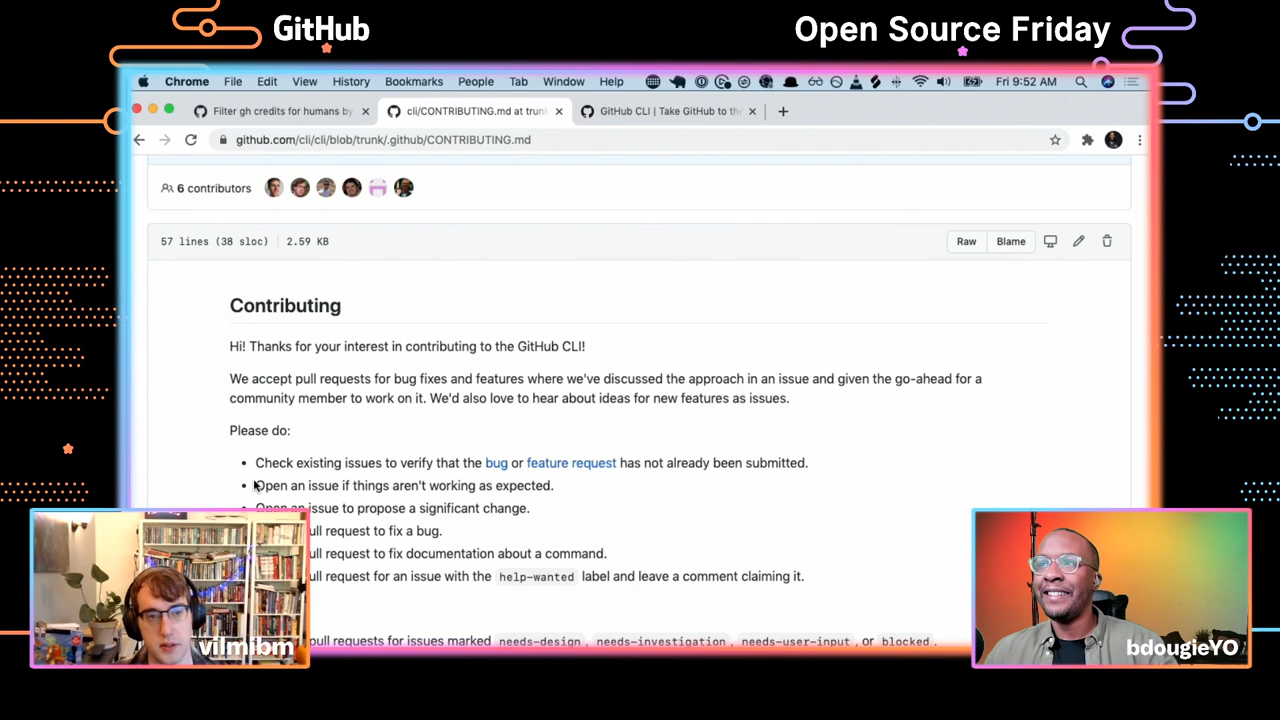 GitHub
Open Source Friday
Chrome File Edit View History Bookmarks People Tab Window Help Fri 9:52 AM
Filter gh credits for humans by
cli/CONTRIBUTING.md at trun
GitHub CLI | Take GitHub to the
github.com/cli/cli/blob/trunk/.github/CONTRIBUTING.md
6 contributors
57 lines (38 sloc) 2.59 KB
Raw Blame
Contributing
Hi! Thanks for your interest in contributing to the GitHub CLI!
We accept pull requests for bug fixes and features where we've discussed the approach in an issue and given the go-ahead for a
community member to work on it. We'd also love to hear about ideas for new features as issues.
Please do:
• Check existing issues to verify that the bug or feature request has not already been submitted.
• Open an issue if things aren't working as expected.
• Open an issue to propose a significant change.
ull request to fix a bug.
ull request to fix documentation about a command.
ull request for an issue with the help-wanted label and leave a comment claiming it.
pull requests for issues marked needs-design, needs-investigation, needs-user-input, or blocked.
vilmibm
bdougieYO